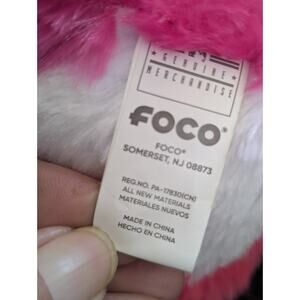 GENUINE
MERCHANDISE
FOCO®
FOCO®
SOMERSET, NJ 08873
REG.NO. PA-17830(CN)
ALL NEW MATERIALS
MATERIALES NUEVOS
MADE IN CHINA
HECHO EN CHINA